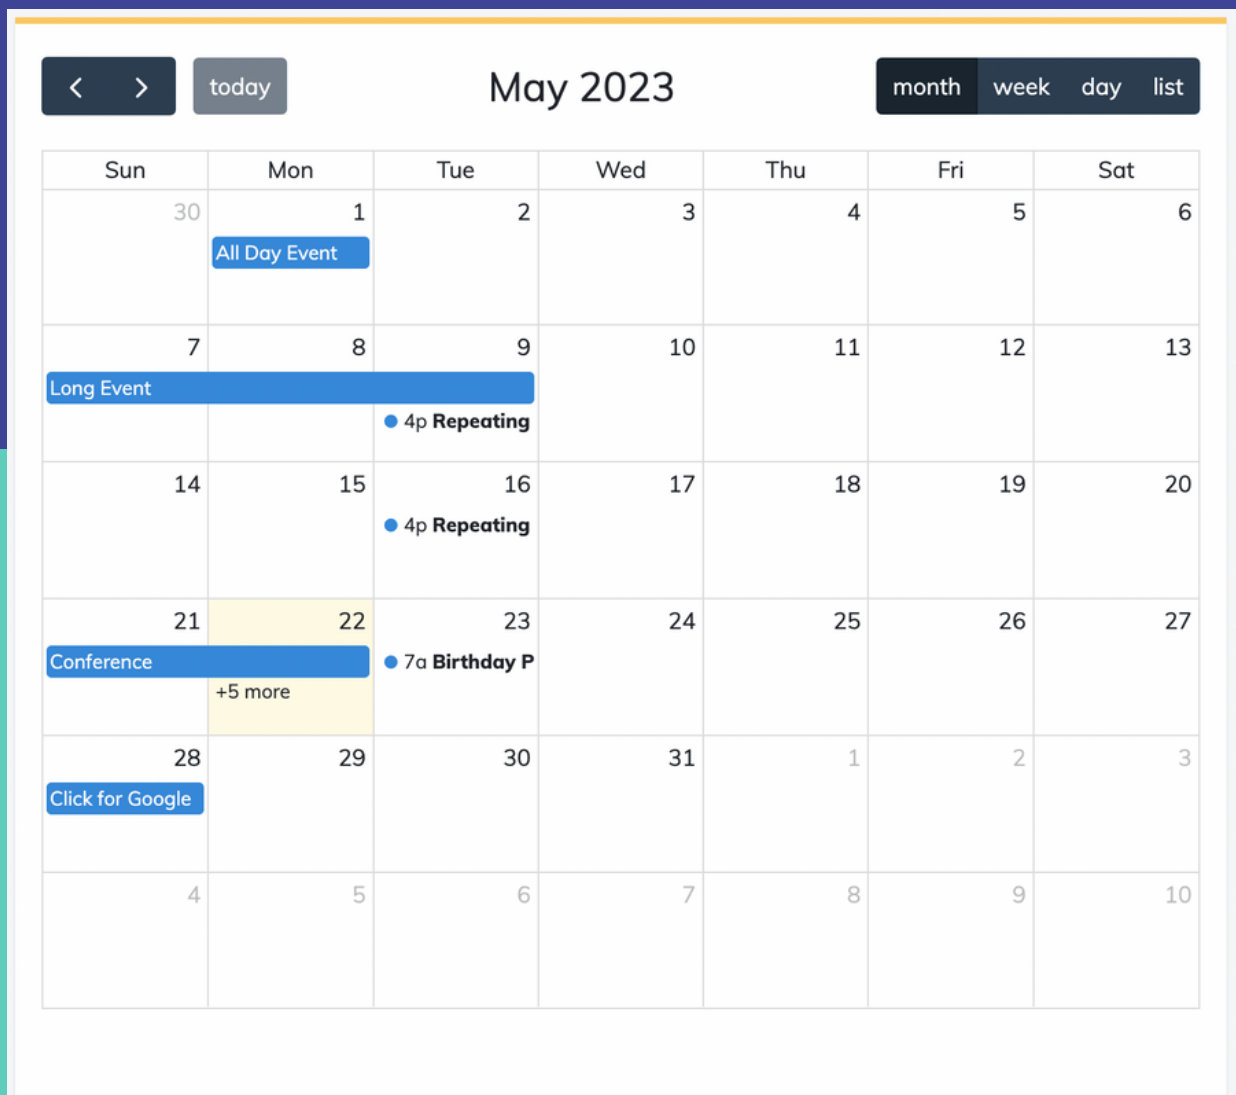 today May 2023 month week day list
Sun Mon Tue Wed Thu Fri Sat
30 1 2 3 4 5 6
All Day Event
7 8 9 10 11 12 13
Long Event
4p Repeating
14 15 16 17 18 19 20
4p Repeating
21 22 23 24 25 26 27
Conference 7a Birthday P
+5 more
28 29 30 31 1 2 3
Click for Google
4 5 6 7 8 9 10